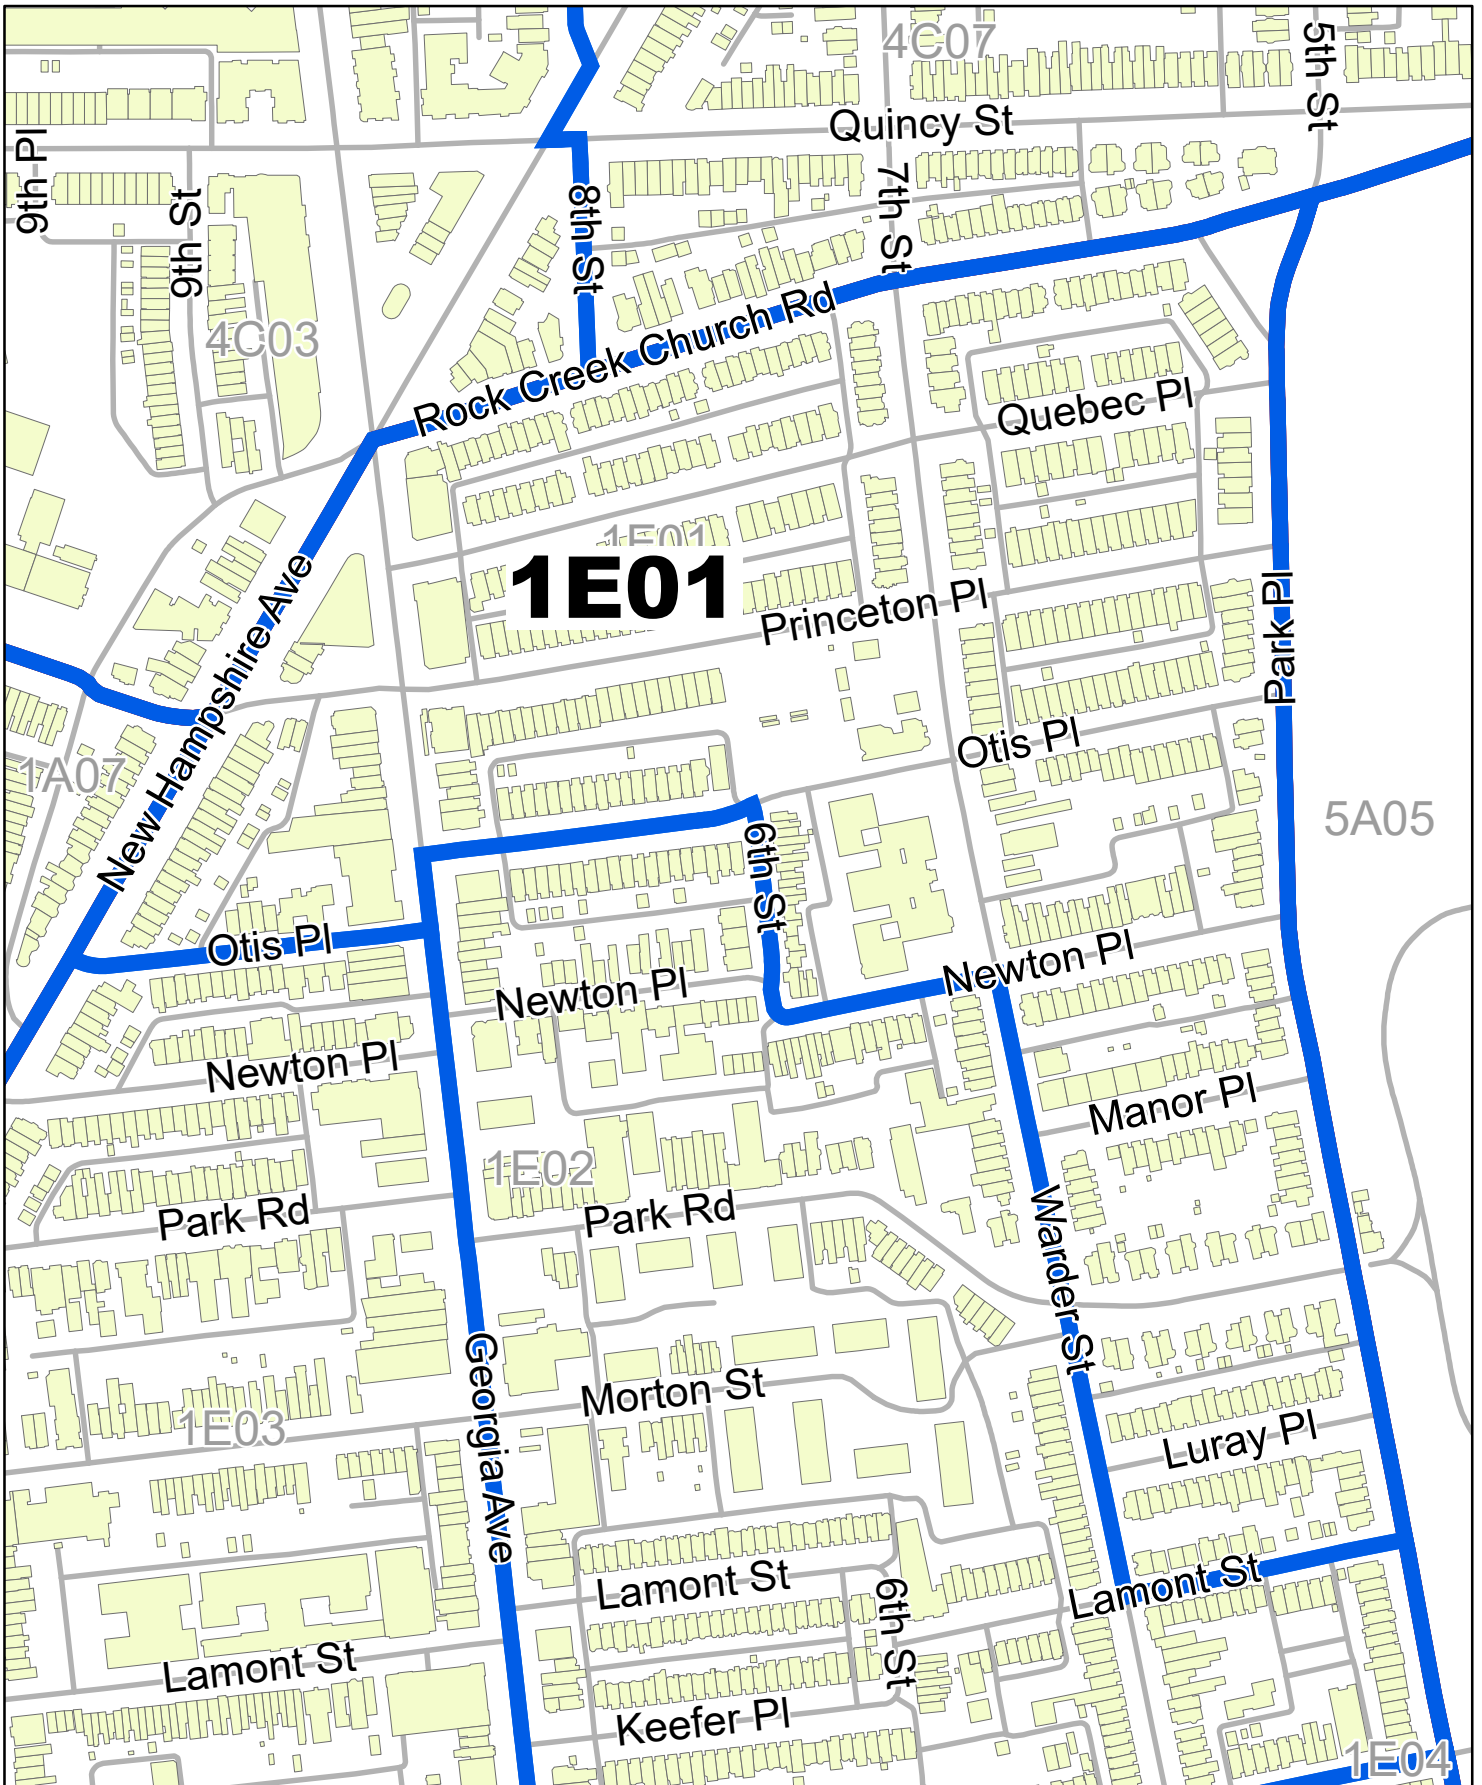 4C07
5th St
Quincy St
9th Pl
9th St
8th St
7th St
4C03
Rock Creek Church Rd
Quebec Pl
1E01
1E01
New Hampshire Ave
Princeton Pl
Park Pl
Otis Pl
1A07
5A05
6th St
Otis Pl
Newton Pl
Newton Pl
Newton Pl
Manor Pl
1E02
Park Rd
Park Rd
Warder St
Georgia Ave
Morton St
1E03
Luray Pl
Lamont St
Lamont St
6th St
Lamont St
Keefer Pl
1E04